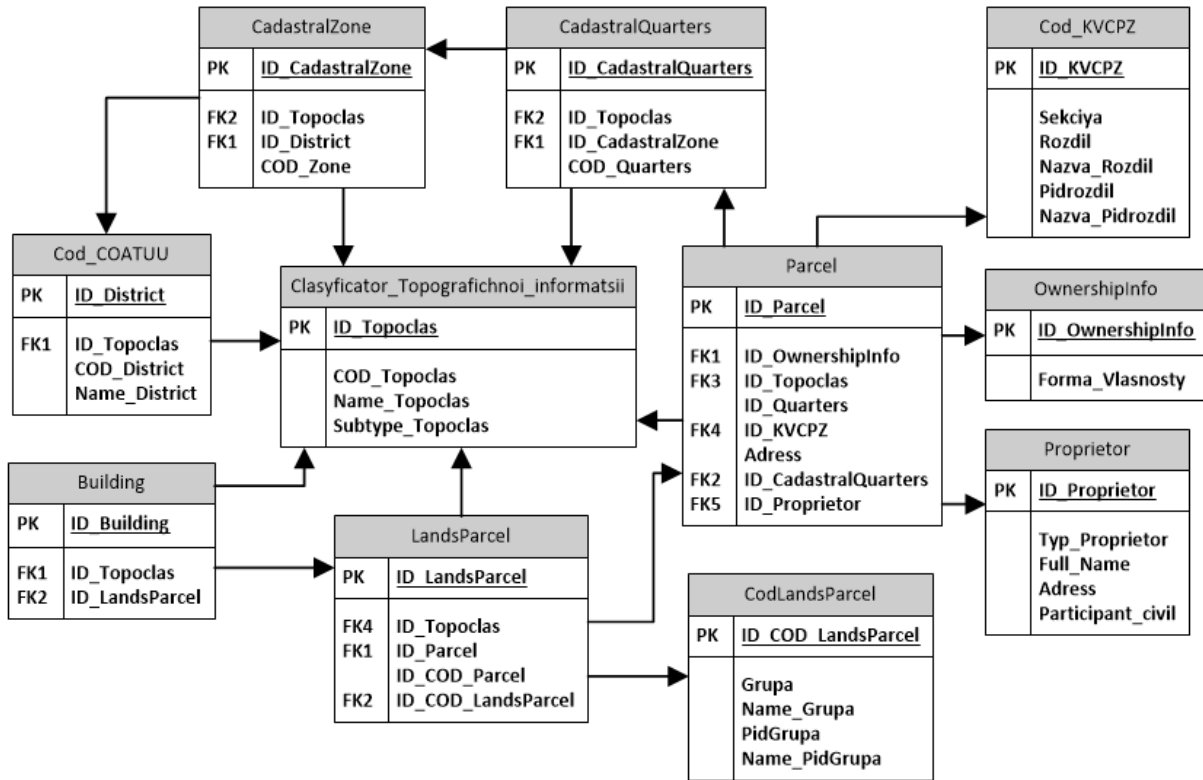 CadastralZone
PK ID_CadastralZone
FK2 ID_Topoclas
FK1 ID_District
COD_Zone
CadastralQuarters
PK ID_CadastralQuarters
FK2 ID_Topoclas
FK1 ID_CadastralZone
COD_Quarters
Cod_KVCPZ
PK ID_KVCPZ
Sekciya
Rozdil
Nazva_Rozdil
Pidrozdil
Nazva_Pidrozdil
Cod_COATUU
PK ID_District
FK1 ID_Topoclas
COD_District
Name_District
Clasyficator_Topografichnoi_informatsii
PK ID_Topoclas
COD_Topoclas
Name_Topoclas
Subtype_Topoclas
Parcel
PK ID_Parcel
FK1 ID_OwnershipInfo
FK3 ID_Topoclas
ID_Quarters
FK4 ID_KVCPZ
Adress
FK2 ID_CadastralQuarters
FK5 ID_Proprietor
OwnershipInfo
PK ID_OwnershipInfo
Forma_Vlasnosty
Building
PK ID_Building
FK1 ID_Topoclas
FK2 ID_LandsParcel
LandsParcel
PK ID_LandsParcel
FK4 ID_Topoclas
FK1 ID_Parcel
ID_COD_Parcel
FK2 ID_COD_LandsParcel
CodLandsParcel
PK ID_COD_LandsParcel
Grupa
Name_Grupa
PidGrupa
Name_PidGrupa
Proprietor
PK ID_Proprietor
Typ_Proprietor
Full_Name
Adress
Participant_civil